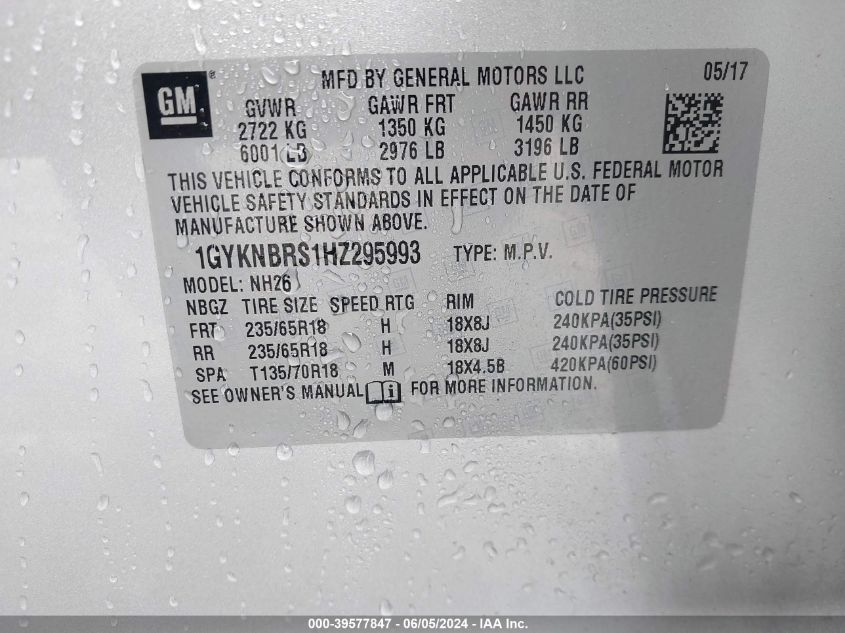 GM ®
MFD BY GENERAL MOTORS LLC 05/17
GVWR GAWR FRT GAWR RR
2722 KG 1350 KG 1450 KG
6001 LB 2976 LB 3196 LB
THIS VEHICLE CONFORMS TO ALL APPLICABLE U.S. FEDERAL MOTOR
VEHICLE SAFETY STANDARDS IN EFFECT ON THE DATE OF
MANUFACTURE SHOWN ABOVE.
1GYKNBRS1HZ295993 TYPE: M.P.V.
MODEL: NH26
NBGZ TIRE SIZE SPEED RTG RIM COLD TIRE PRESSURE
FRT 235/65R18 H 18X8J 240KPA(35PSI)
RR 235/65R18 H 18X8J 240KPA(35PSI)
SPA T135/70R18 M 18X4.5B 420KPA(60PSI)
SEE OWNER'S MANUAL i FOR MORE INFORMATION.
000-39577847 - 06/05/2024 - IAA Inc.